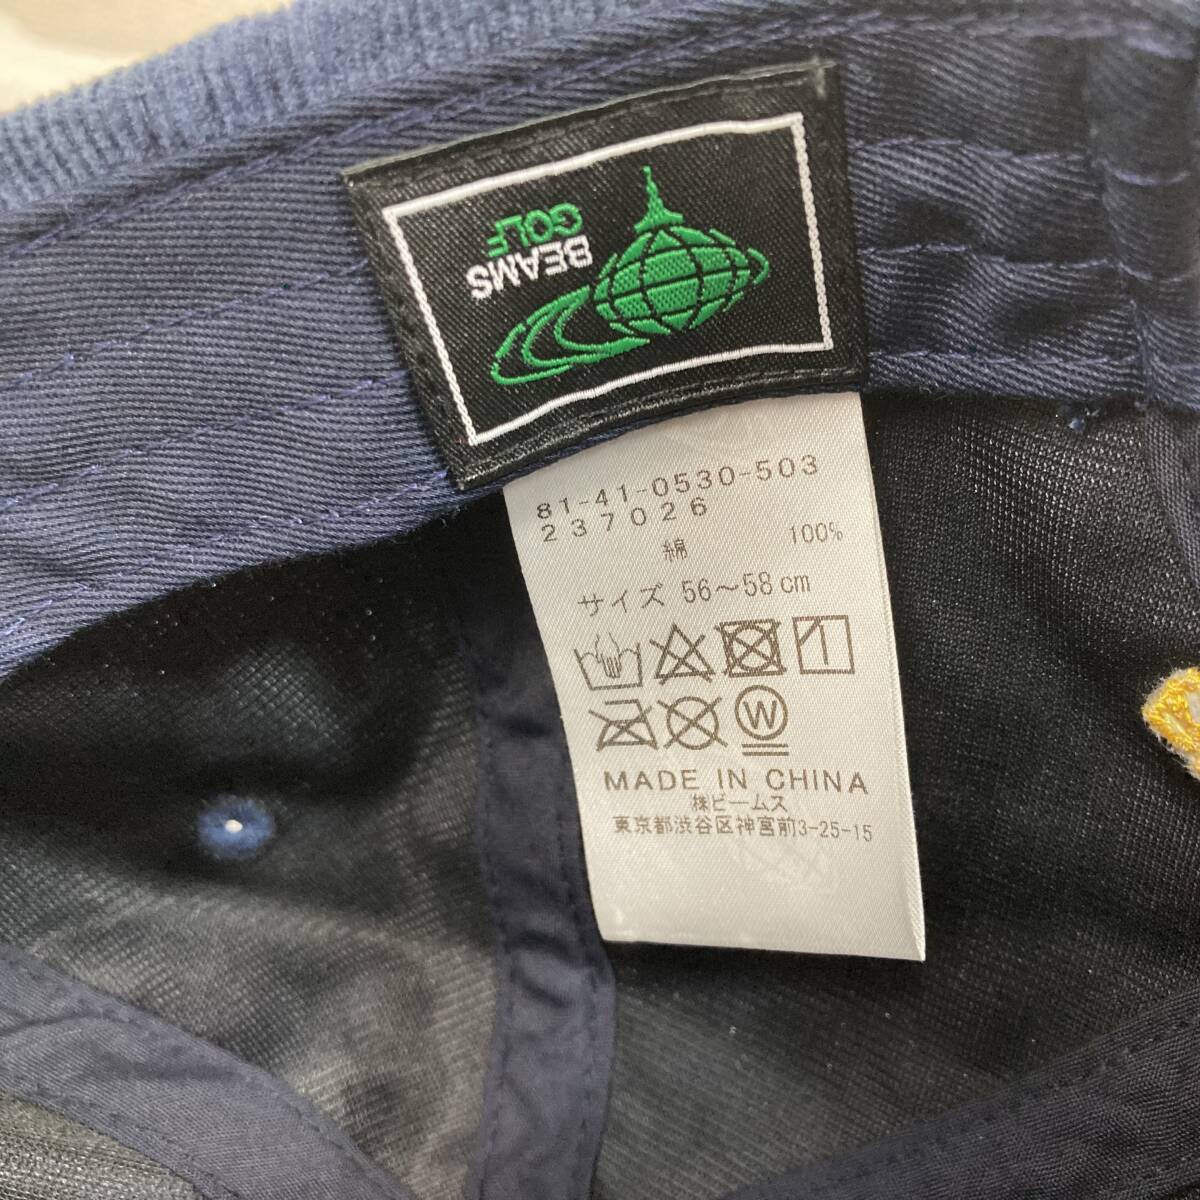 BEAMS
GOLF
81-41-0530-503
237026
綿 100%
サイズ 56〜58cm
W
MADE IN CHINA
㈱ビームス
東京都渋谷区神宮前3-25-15